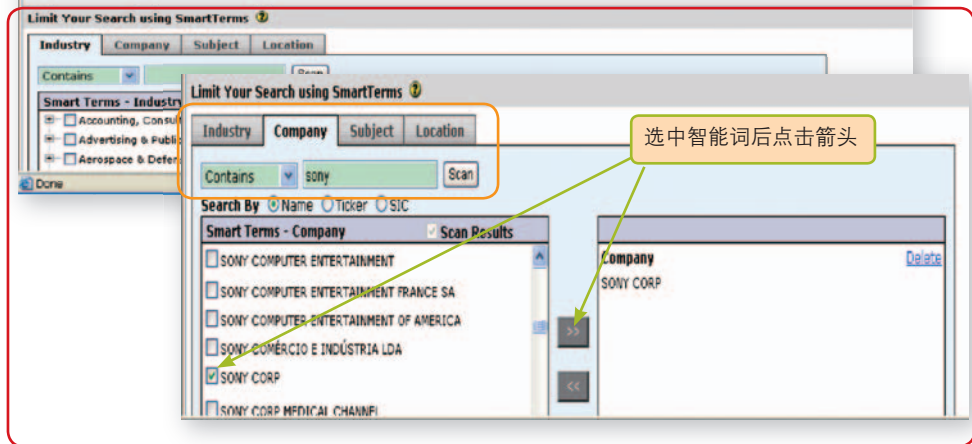 Limit Your Search using SmartTerms
Industry Company Subject Location
Contains
Smart Terms - Industry
Accounting, Consult
Advertising & Public
Aerospace & Defens
Done
Limit Your Search using SmartTerms
Industry Company Subject Location
选中智能词后点击箭头
Contains sony Scan
Search By Name Ticker SIC
Smart Terms - Company Scan Results
SONY COMPUTER ENTERTAINMENT
SONY COMPUTER ENTERTAINMENT FRANCE SA
SONY COMPUTER ENTERTAINMENT OF AMERICA
SONY COMÉRCIO E INDÚSTRIA LDA
SONY CORP
SONY CORP MEDICAL CHANNEL
Company Delete
SONY CORP
>>
<<